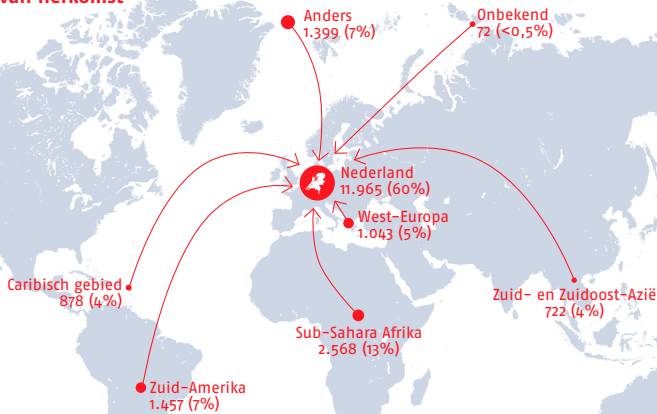 van herkomst
Anders
1.399 (7%)
Onbekend
72 (<0,5%)
Nederland
11.965 (60%)
West-Europa
1.043 (5%)
Caribisch gebied
878 (4%)
Zuid- en Zuidoost-Azië
722 (4%)
Sub-Sahara Afrika
2.568 (13%)
Zuid-Amerika
1.457 (7%)